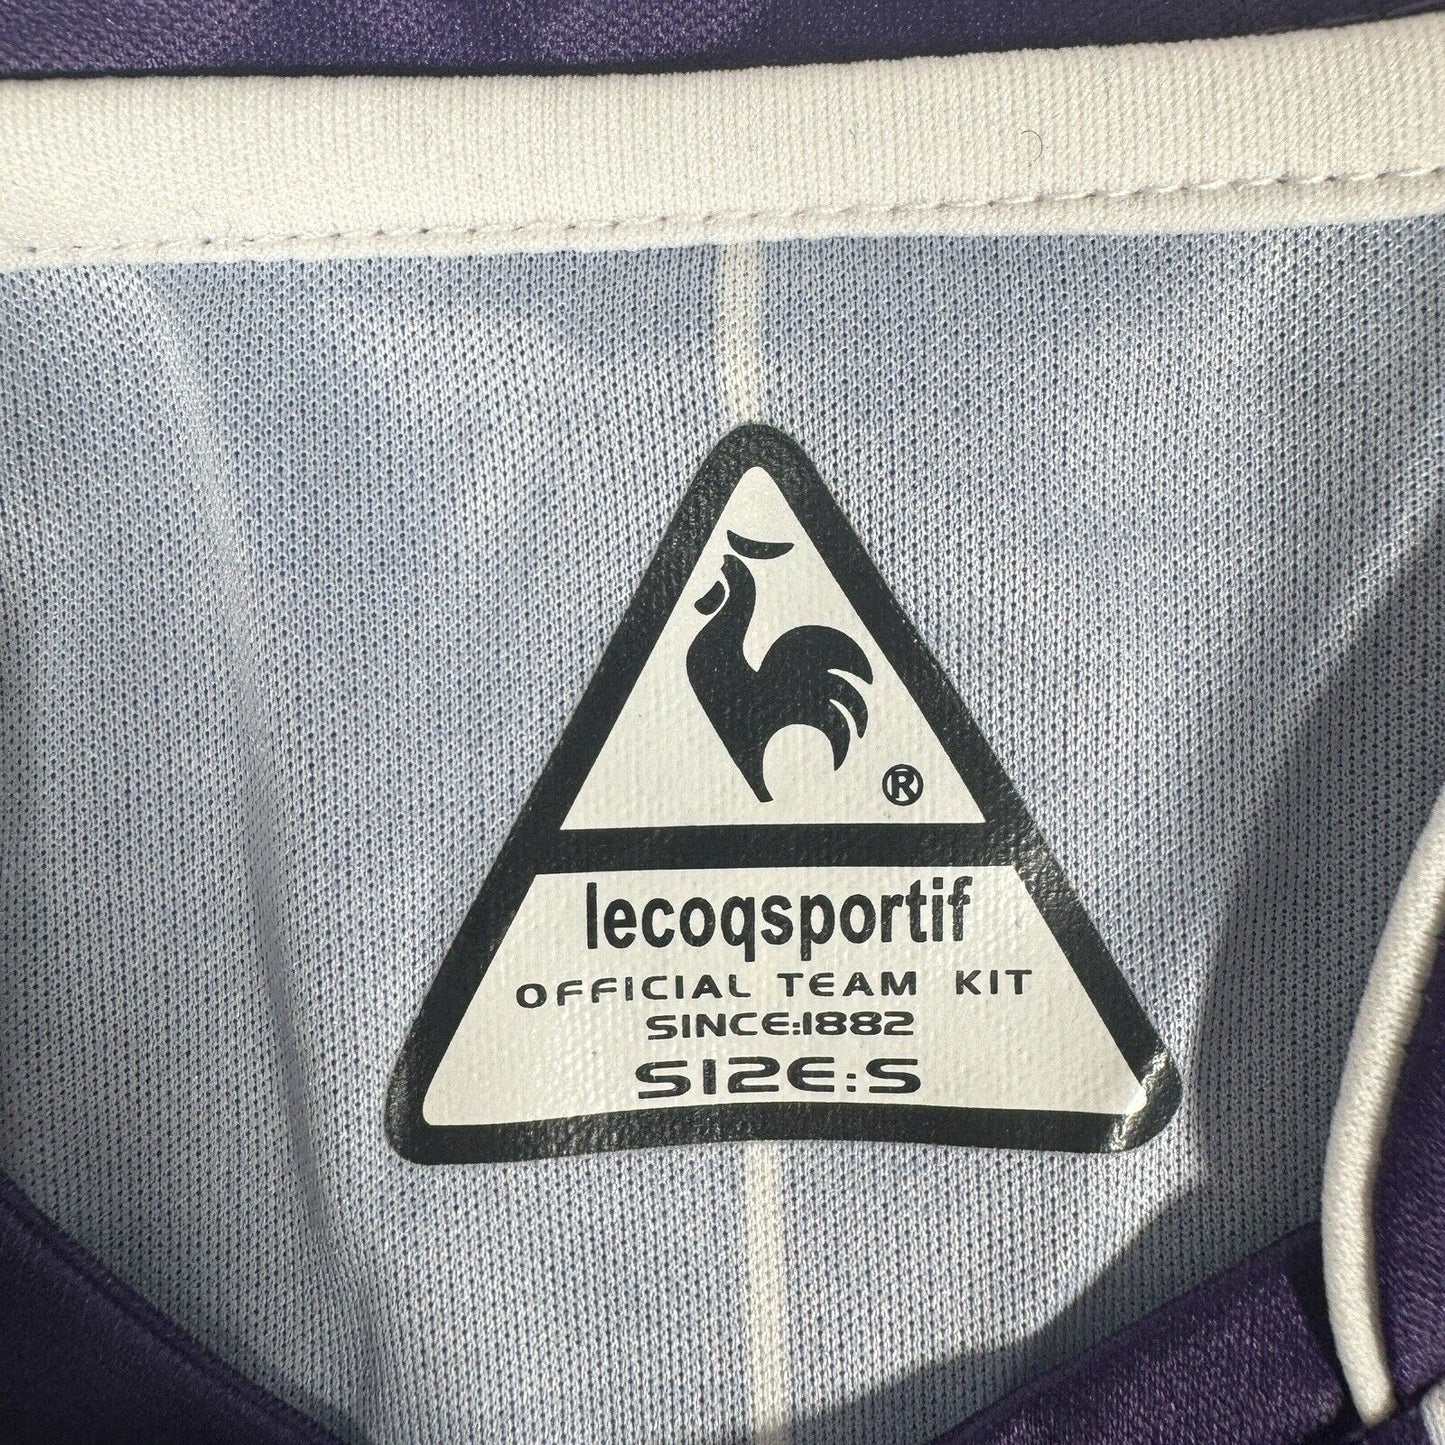 ®
lecoqsportif
OFFICIAL TEAM KIT
SINCE:1882
SIZE:S